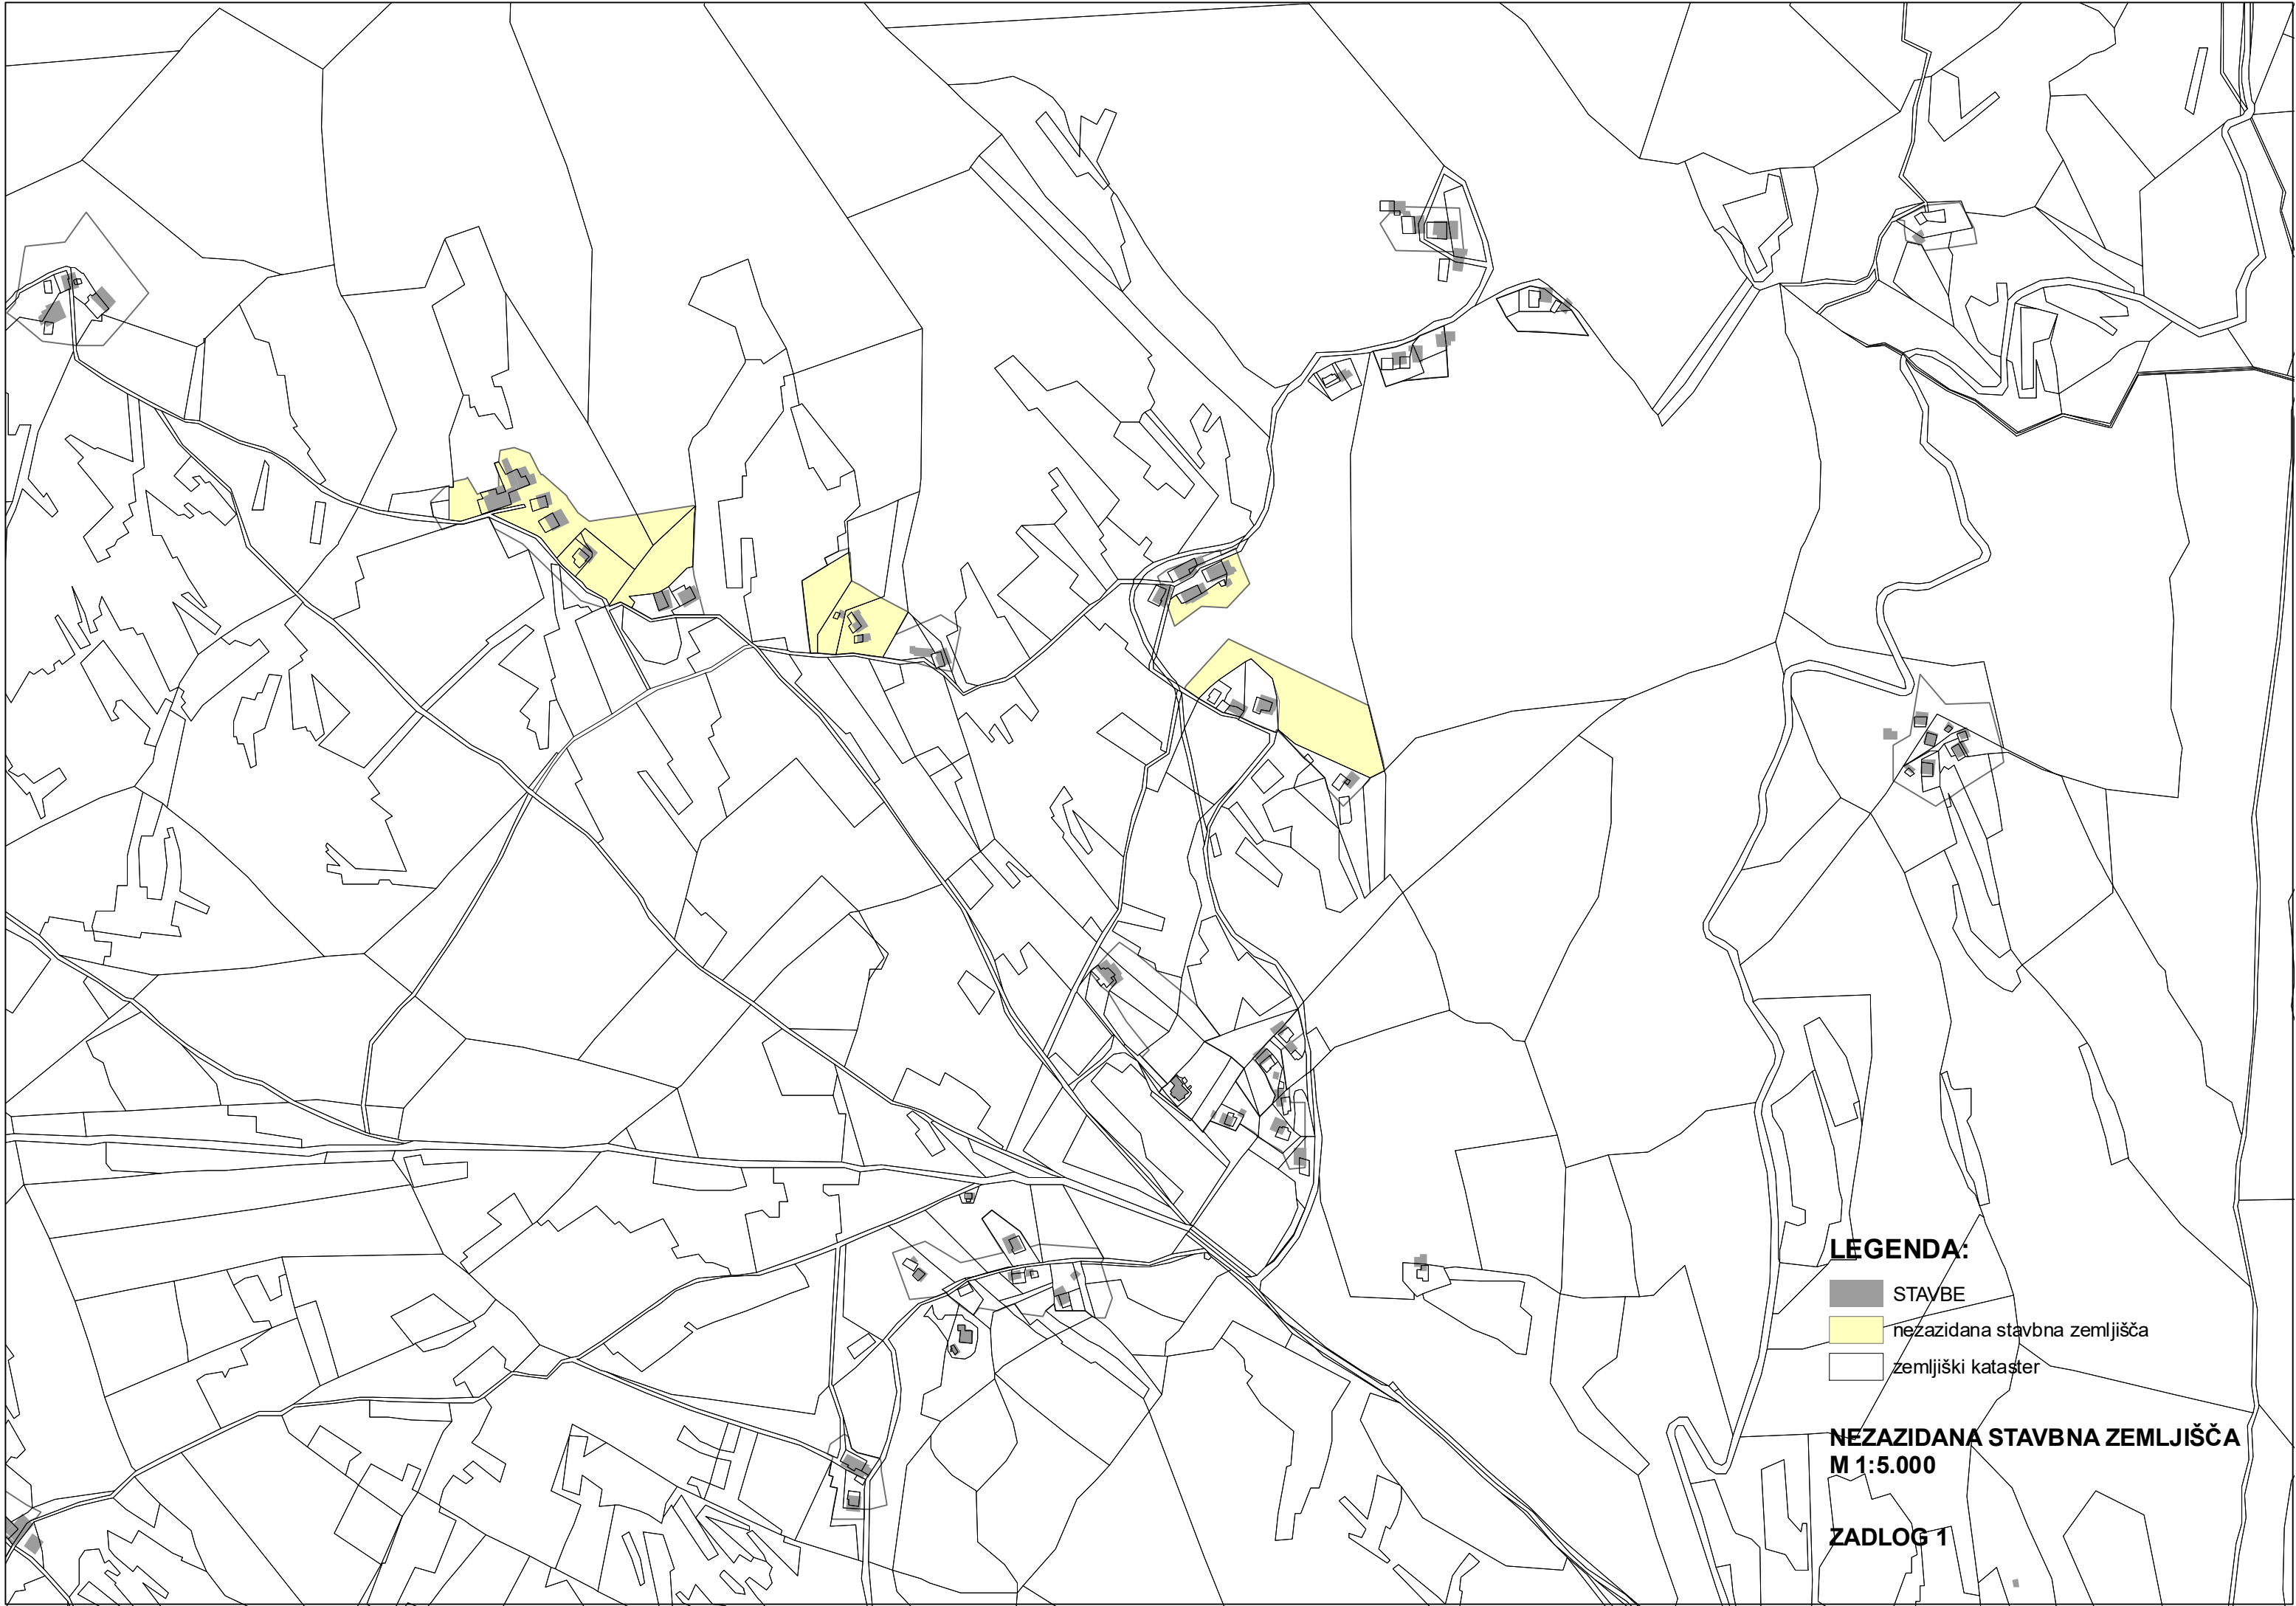 LEGENDA:
STAVBE
nezazidana stavbna zemljišča
zemljiški kataster
NEZAZIDANA STAVBNA ZEMLJIŠČA
M 1:5.000
ZADLOG 1